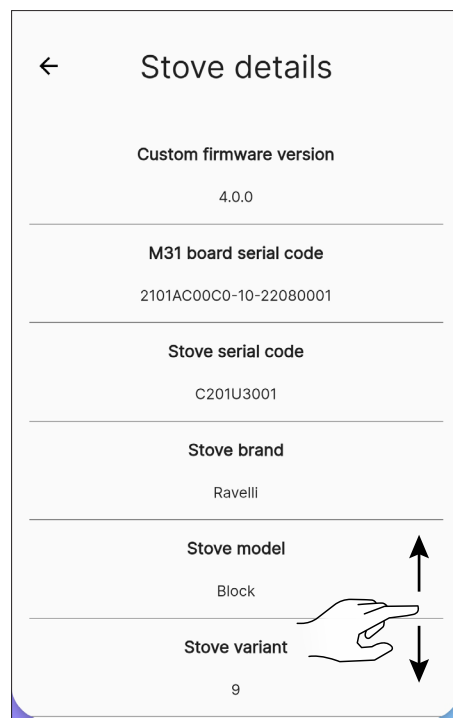 Stove details
Custom firmware version
4.0.0
M31 board serial code
2101AC00C0-10-22080001
Stove serial code
C201U3001
Stove brand
Ravelli
Stove model
Block
Stove variant
9